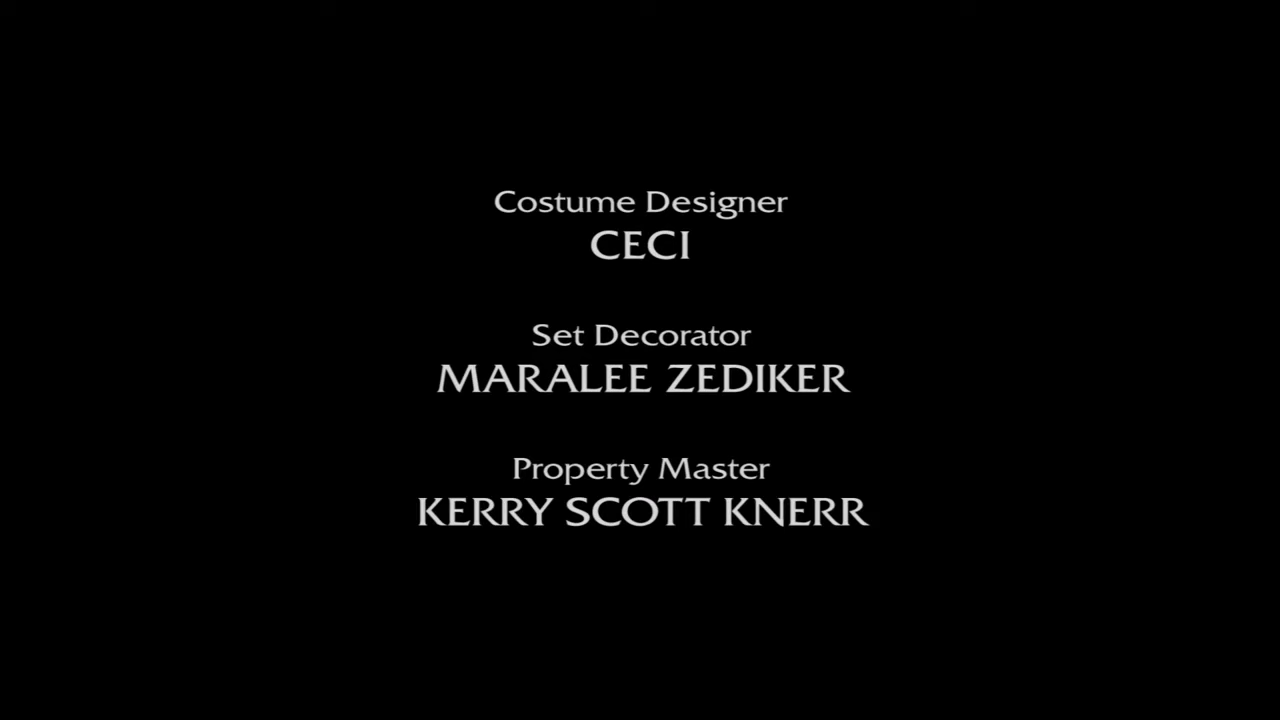 Costume Designer
CECI
Set Decorator
MARALEE ZEDIKER
Property Master
KERRY SCOTT KNERR